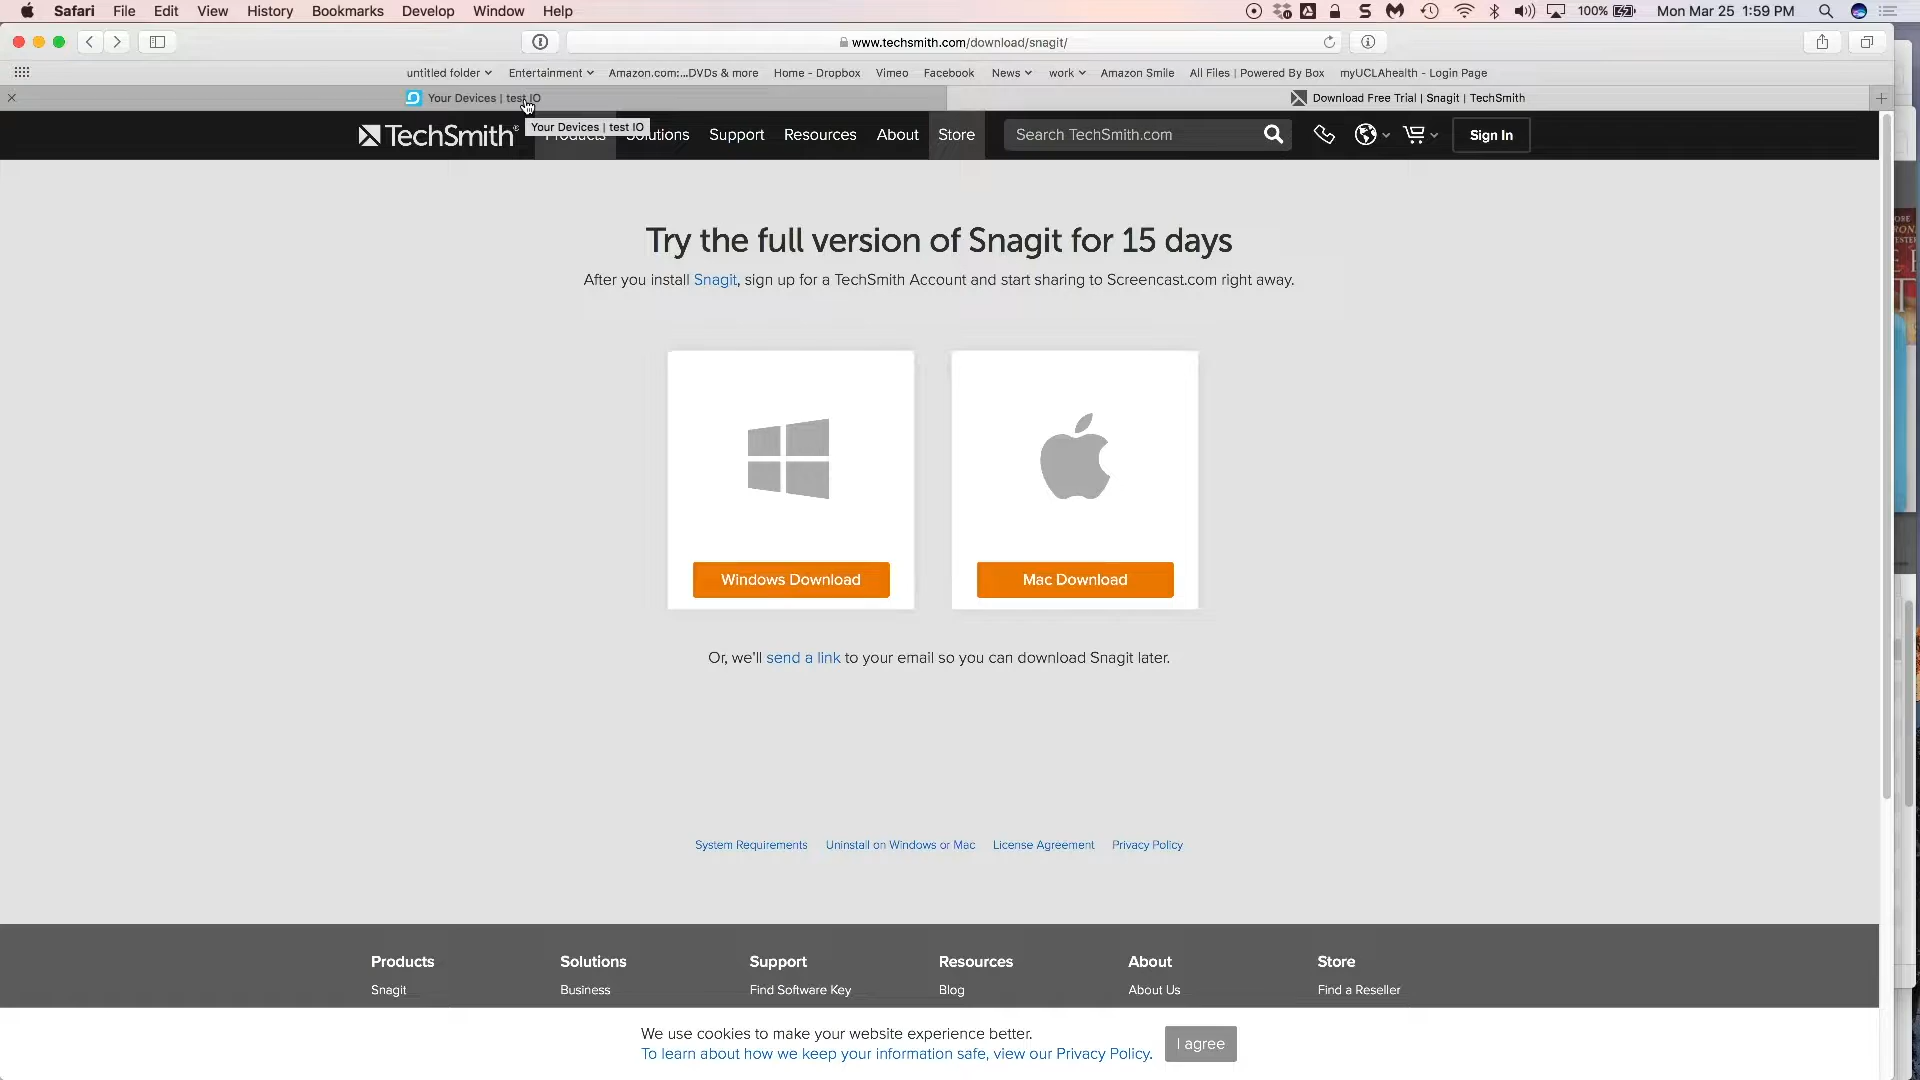 Safari File Edit View History Bookmarks Develop Window Help 100% Mon Mar 25 1:59 PM
www.techsmith.com/download/snagit/
untitled folder Entertainment Amazon.com:...DVDs & more Home - Dropbox Vimeo Facebook News work Amazon Smile All Files | Powered By Box myUCLAhealth - Login Page
Your Devices | test IO Download Free Trial | Snagit | TechSmith
Your Devices | test IO
TechSmith Products Solutions Support Resources About Store Search TechSmith.com Sign In
Try the full version of Snagit for 15 days
After you install Snagit, sign up for a TechSmith Account and start sharing to Screencast.com right away.
Windows Download Mac Download
Or, we'll send a link to your email so you can download Snagit later.
System Requirements Uninstall on Windows or Mac License Agreement Privacy Policy
Products Solutions Support Resources About Store
Snagit Business Find Software Key Blog About Us Find a Reseller
We use cookies to make your website experience better.
To learn about how we keep your information safe, view our Privacy Policy.
I agree